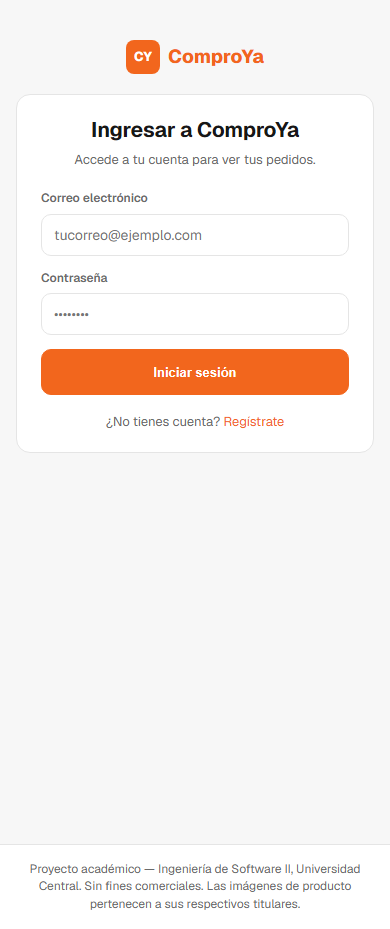 CY ComproYa
Ingresar a ComproYa
Accede a tu cuenta para ver tus pedidos.
Correo electrónico
tucorreo@ejemplo.com
Contraseña
••••••••
Iniciar sesión
¿No tienes cuenta? Regístrate
Proyecto académico — Ingeniería de Software II, Universidad
Central. Sin fines comerciales. Las imágenes de producto
pertenecen a sus respectivos titulares.